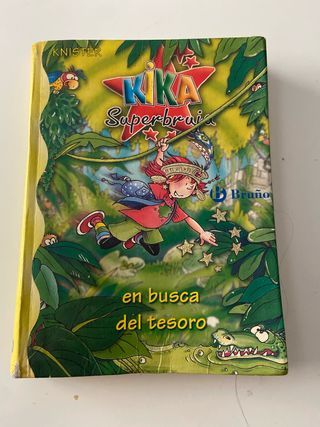 KNISTER
KIKA
Superbruja
Bruño
en busca
del tesoro